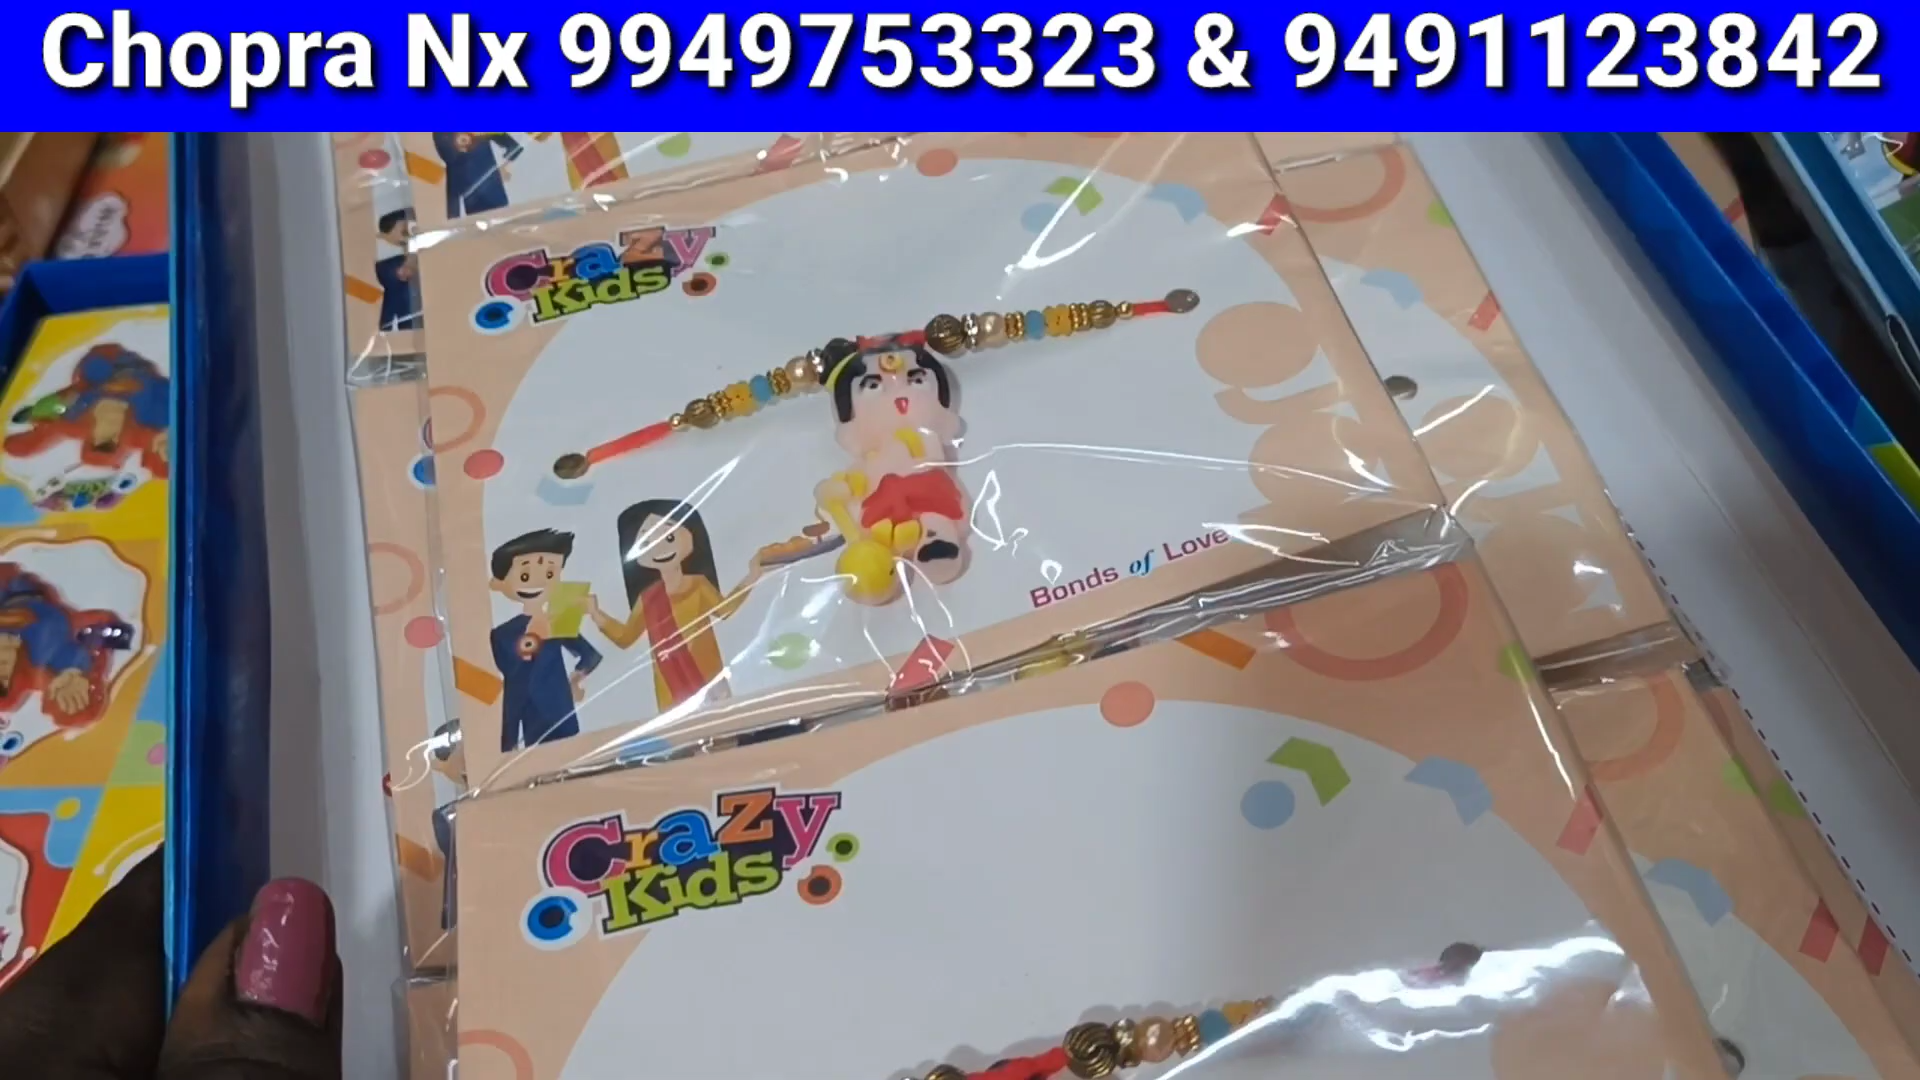 Chopra Nx 9949753323 & 9491123842
Crazy
Kids
Bonds of Love
Crazy
Kids